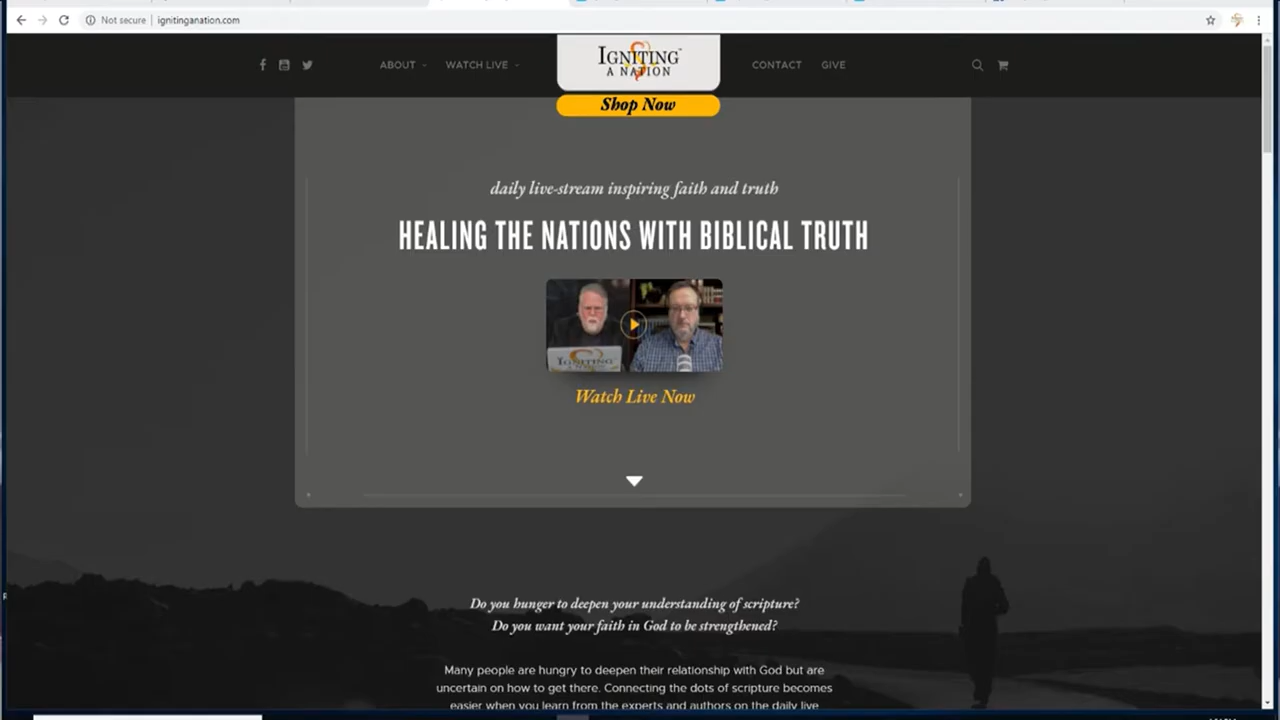 Not secure | ignitinganation.com
ABOUT WATCH LIVE IGNITING A NATION™ CONTACT GIVE
Shop Now
daily live-stream inspiring faith and truth
HEALING THE NATIONS WITH BIBLICAL TRUTH
IGNITING
Watch Live Now
Do you hunger to deepen your understanding of scripture?
Do you want your faith in God to be strengthened?
Many people are hungry to deepen their relationship with God but are
uncertain on how to get there. Connecting the dots of scripture becomes
easier when you learn from the experts and authors on the daily live